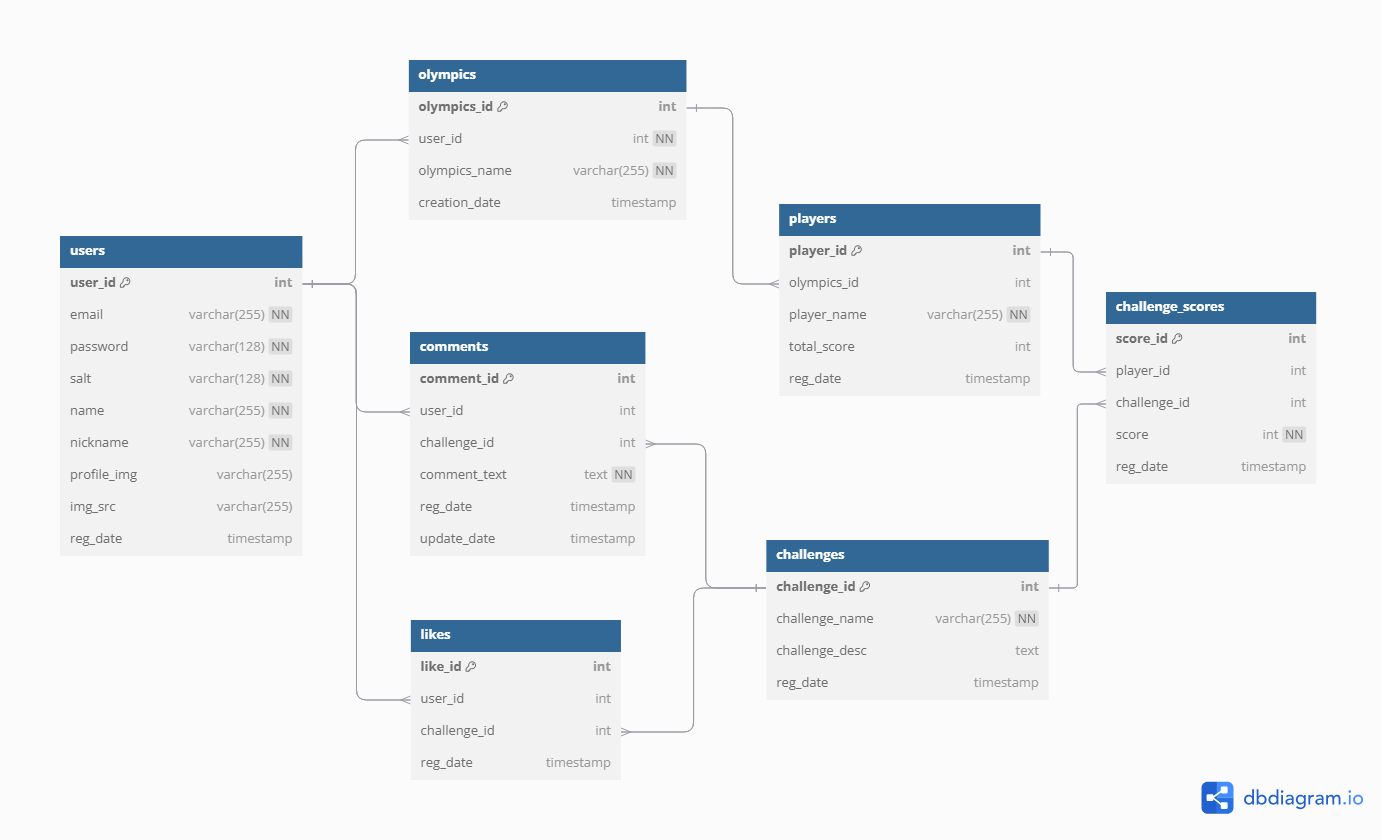 olympics
olympics_id int
user_id int NN
olympics_name varchar(255) NN
creation_date timestamp
players
player_id int
olympics_id int
player_name varchar(255) NN
total_score int
reg_date timestamp
users
user_id int
email varchar(255) NN
password varchar(128) NN
salt varchar(128) NN
name varchar(255) NN
nickname varchar(255) NN
profile_img varchar(255)
img_src varchar(255)
reg_date timestamp
challenge_scores
score_id int
player_id int
challenge_id int
score int NN
reg_date timestamp
comments
comment_id int
user_id int
challenge_id int
comment_text text NN
reg_date timestamp
update_date timestamp
challenges
challenge_id int
challenge_name varchar(255) NN
challenge_desc text
reg_date timestamp
likes
like_id int
user_id int
challenge_id int
reg_date timestamp
dbdiagram.io